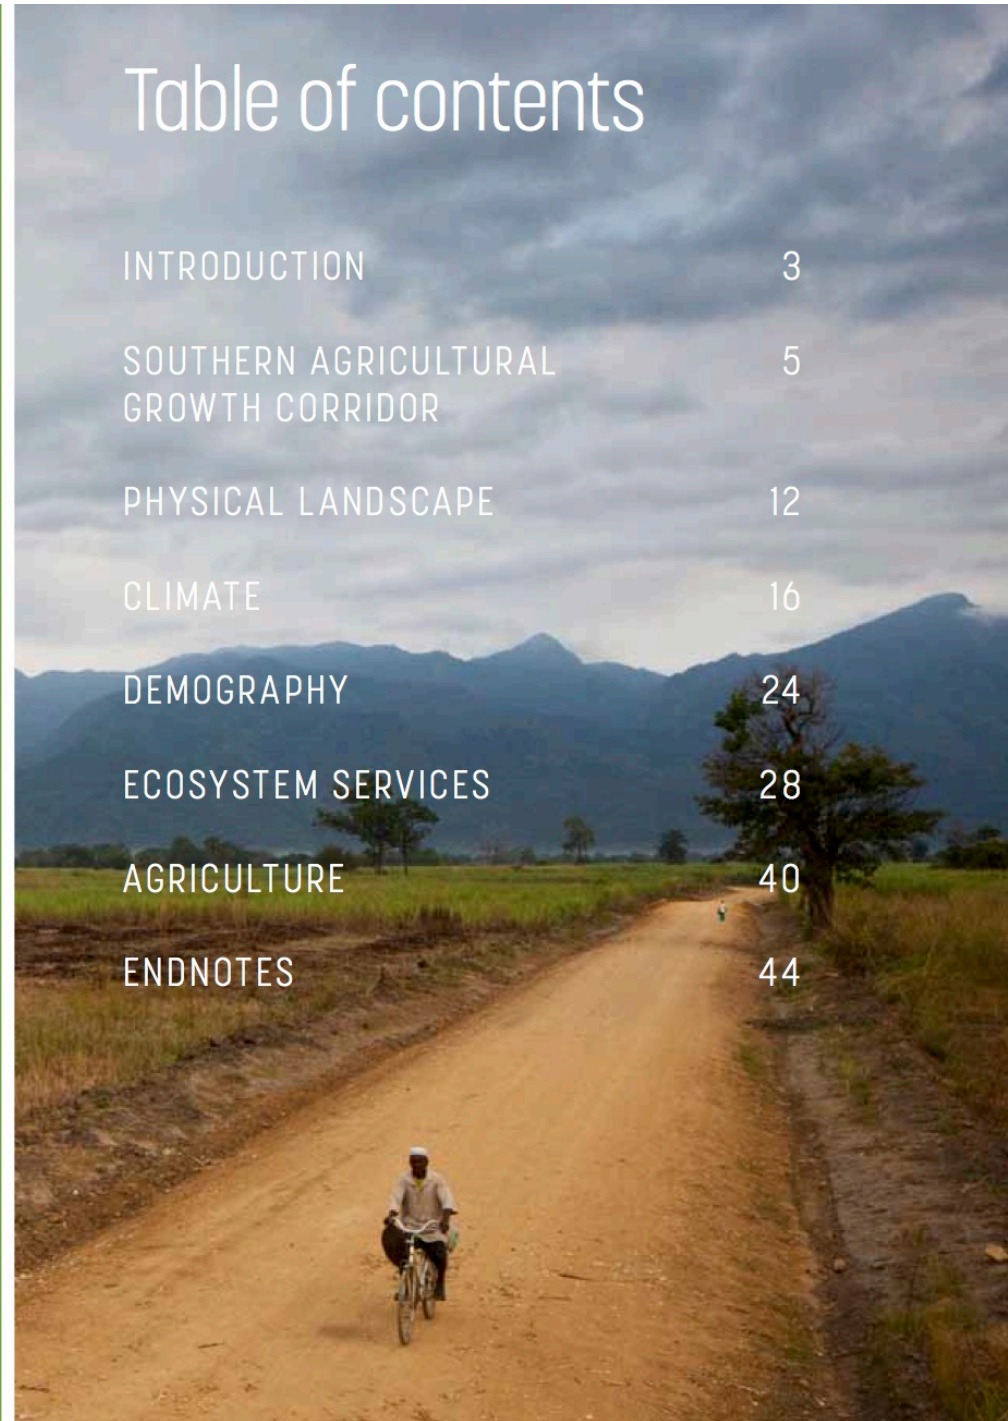 Table of contents
INTRODUCTION 3
SOUTHERN AGRICULTURAL 5
GROWTH CORRIDOR
PHYSICAL LANDSCAPE 12
CLIMATE 16
DEMOGRAPHY 24
ECOSYSTEM SERVICES 28
AGRICULTURE 40
ENDNOTES 44